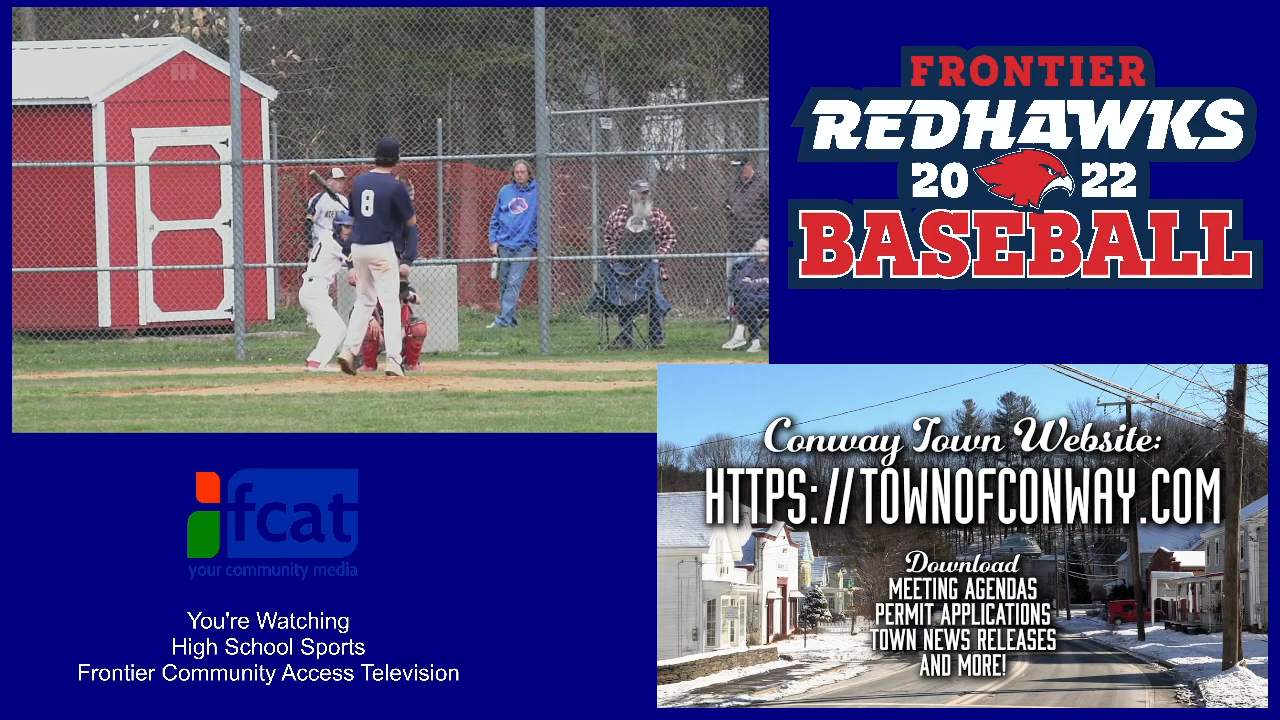 FRONTIER
REDHAWKS
20 22
BASEBALL
8
Conway Town Website:
HTTPS://TOWNOFCONWAY.COM
Download
MEETING AGENDAS
PERMIT APPLICATIONS
TOWN NEWS RELEASES
AND MORE!
fcat
your community media
You're Watching
High School Sports
Frontier Community Access Television